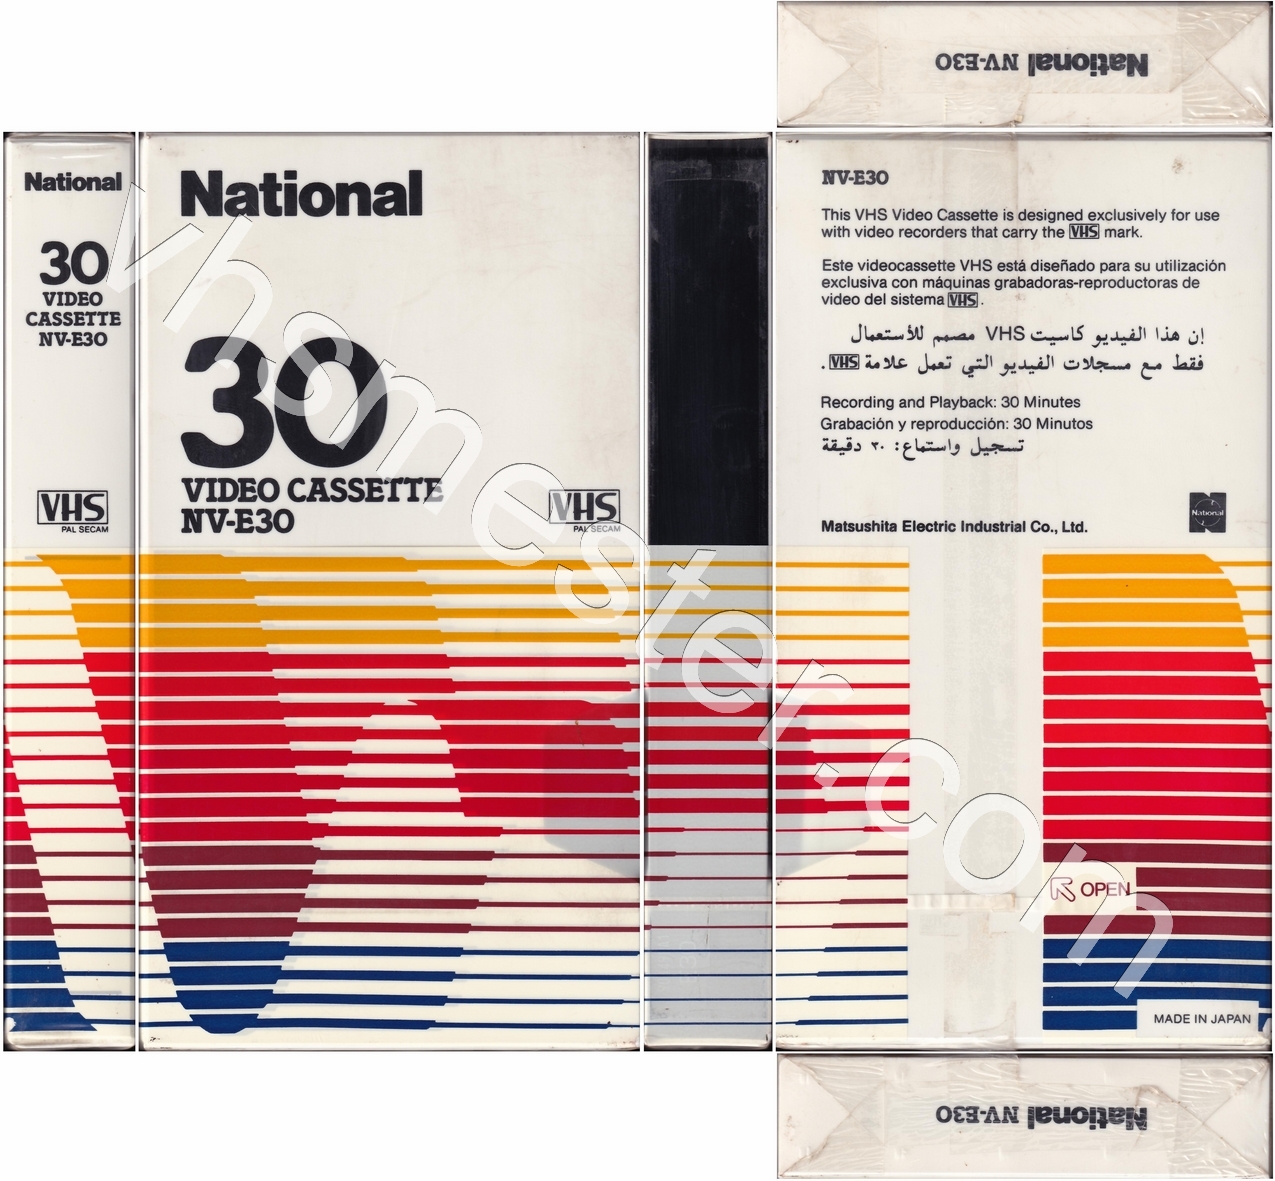 National NV-E30
National
30
VIDEO
CASSETTE
NV-E30
VHS
PAL SECAM
National
30
VIDEO CASSETTE
NV-E30
VHS
PAL SECAM
NV-E30
This VHS Video Cassette is designed exclusively for use
with video recorders that carry the VHS mark.
Este videocassette VHS está diseñado para su utilización
exclusiva con máquinas grabadoras-reproductoras de
video del sistema VHS.
إن هذا الفيديو كاسيت VHS مصمم للأستعمال
فقط مع مسجلات الفيديو التي تعمل علامة VHS.
Recording and Playback: 30 Minutes
Grabación y reproducción: 30 Minutos
تسجيل واستماع: ٣٠ دقيقة
Matsushita Electric Industrial Co., Ltd.
National
OPEN
MADE IN JAPAN
National NV-E30
vhsmester.com